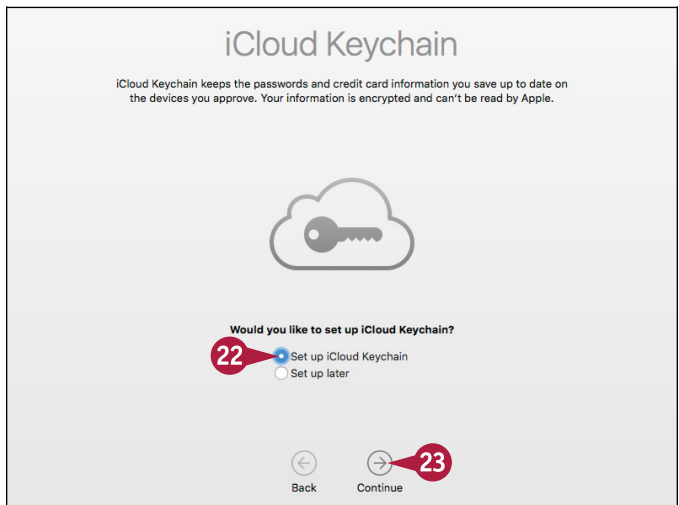 iCloud Keychain
iCloud Keychain keeps the passwords and credit card information you save up to date on
the devices you approve. Your information is encrypted and can't be read by Apple.
Would you like to set up iCloud Keychain?
22
Set up iCloud Keychain
Set up later
23
Back
Continue